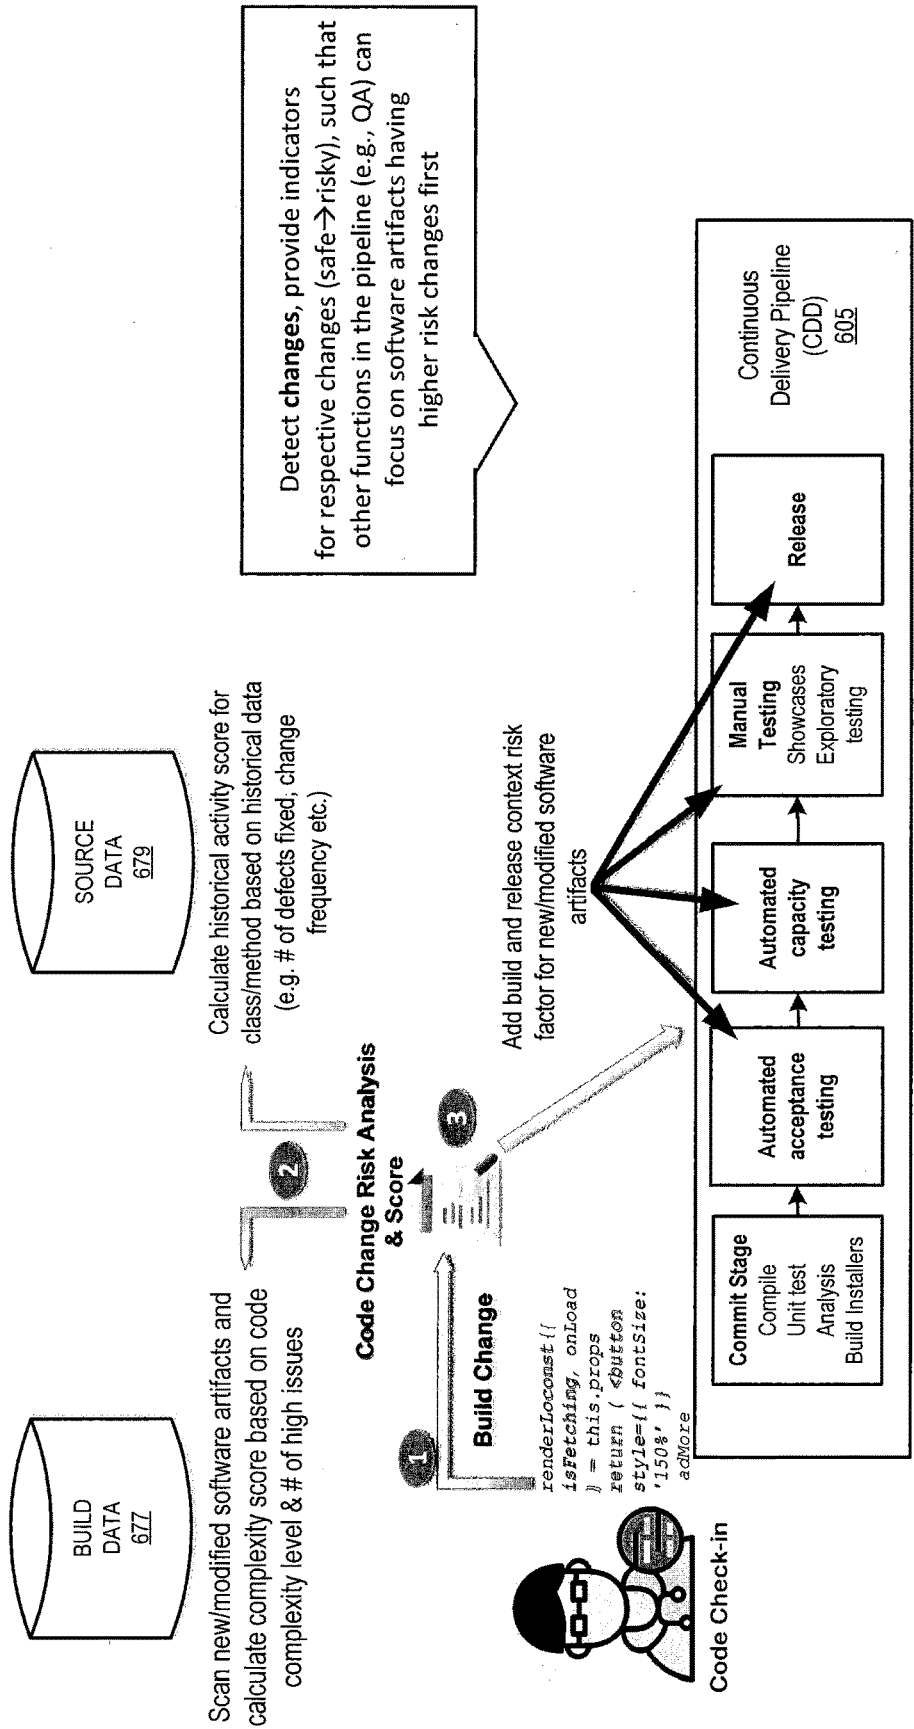 BUILD
DATA
677
SOURCE
DATA
679
Scan new/modified software artifacts and
calculate complexity score based on code
complexity level & # of high issues
2
Calculate historical activity score for
class/method based on historical data
(e.g. # of defects fixed, change
frequency etc.)
Detect changes, provide indicators
for respective changes (safe→risky), such that
other functions in the pipeline (e.g., QA) can
focus on software artifacts having
higher risk changes first
Code Change Risk Analysis
& Score
1
Build Change
3
Add build and release context risk
factor for new/modified software
artifacts
renderLoconst{{
isFetching, onLoad
}) = this.props
return ( <button
style={{ fontSize:
'150%' }}
adMore
Code Check-in
Commit Stage
Compile
Unit test
Analysis
Build Installers
Automated
acceptance
testing
Automated
capacity
testing
Manual
Testing
Showcases
Exploratory
testing
Release
Continuous
Delivery Pipeline
(CDD)
605